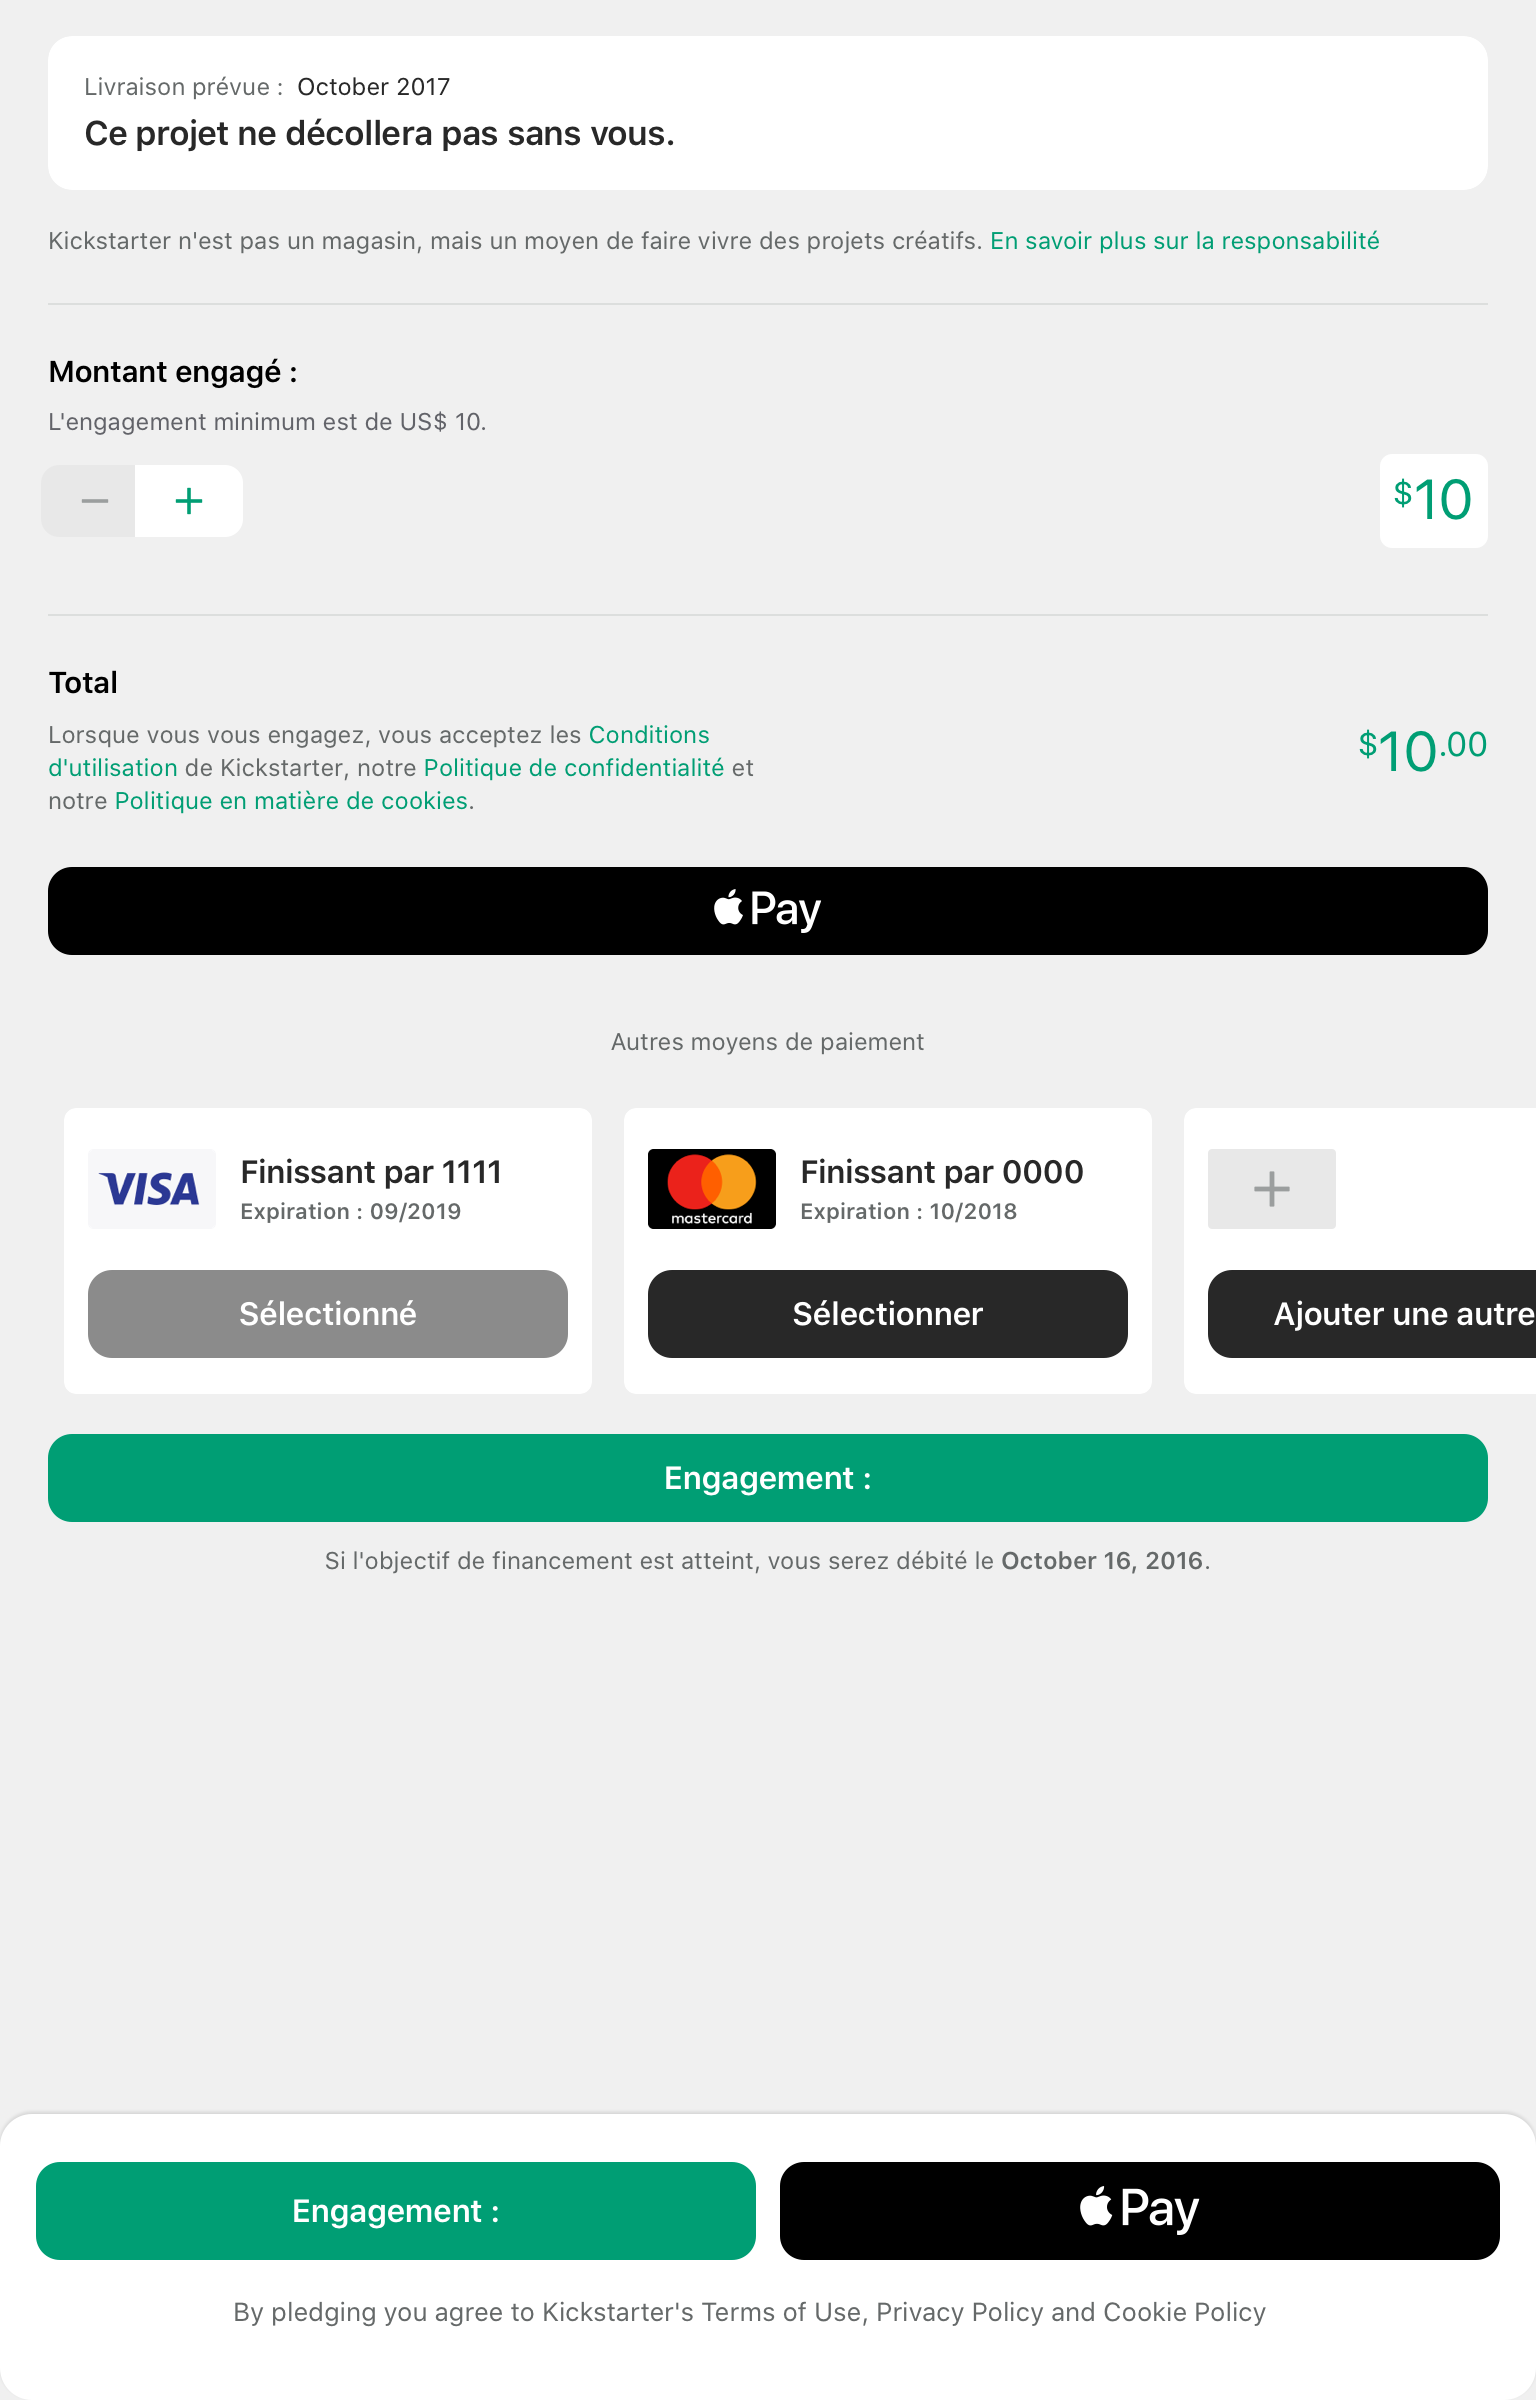 Livraison prévue : October 2017
Ce projet ne décollera pas sans vous.
Kickstarter n'est pas un magasin, mais un moyen de faire vivre des projets créatifs. En savoir plus sur la responsabilité
Montant engagé :
L'engagement minimum est de US$ 10.
$10
Total
Lorsque vous vous engagez, vous acceptez les Conditions
d'utilisation de Kickstarter, notre Politique de confidentialité et
notre Politique en matière de cookies.
$10.00
Pay
Autres moyens de paiement
VISA
Finissant par 1111
Expiration : 09/2019
Sélectionné
mastercard
Finissant par 0000
Expiration : 10/2018
Sélectionner
Ajouter une autre
Engagement :
Si l'objectif de financement est atteint, vous serez débité le October 16, 2016.
Engagement :
Pay
By pledging you agree to Kickstarter's Terms of Use, Privacy Policy and Cookie Policy